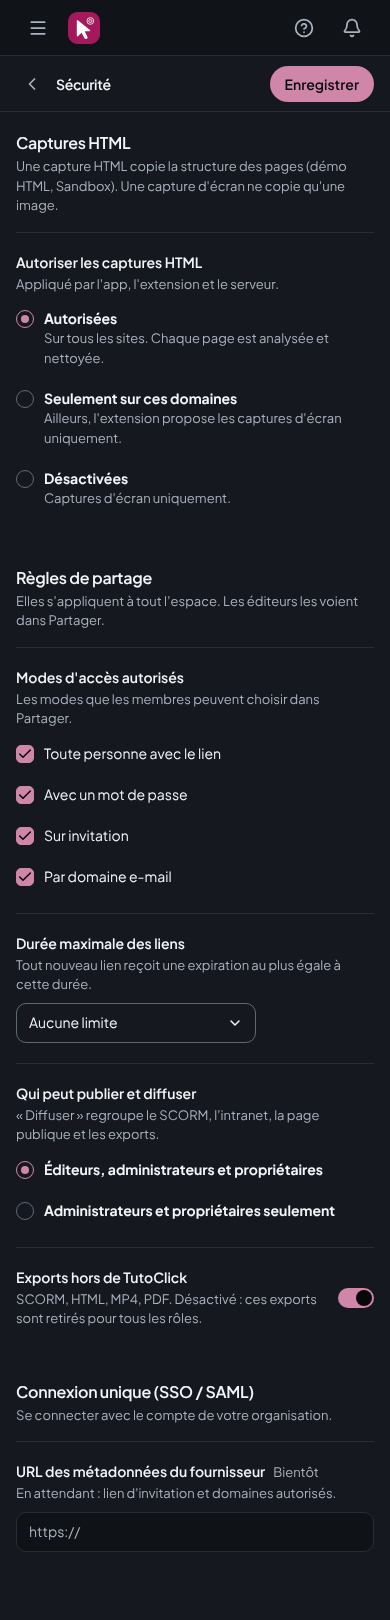 Sécurité
Enregistrer
Captures HTML
Une capture HTML copie la structure des pages (démo
HTML, Sandbox). Une capture d'écran ne copie qu'une
image.
Autoriser les captures HTML
Appliqué par l'app, l'extension et le serveur.
Autorisées
Sur tous les sites. Chaque page est analysée et
nettoyée.
Seulement sur ces domaines
Ailleurs, l'extension propose les captures d'écran
uniquement.
Désactivées
Captures d'écran uniquement.
Règles de partage
Elles s'appliquent à tout l'espace. Les éditeurs les voient
dans Partager.
Modes d'accès autorisés
Les modes que les membres peuvent choisir dans
Partager.
Toute personne avec le lien
Avec un mot de passe
Sur invitation
Par domaine e-mail
Durée maximale des liens
Tout nouveau lien reçoit une expiration au plus égale à
cette durée.
Aucune limite
Qui peut publier et diffuser
« Diffuser » regroupe le SCORM, l'intranet, la page
publique et les exports.
Éditeurs, administrateurs et propriétaires
Administrateurs et propriétaires seulement
Exports hors de TutoClick
SCORM, HTML, MP4, PDF. Désactivé : ces exports
sont retirés pour tous les rôles.
Connexion unique (SSO / SAML)
Se connecter avec le compte de votre organisation.
URL des métadonnées du fournisseur Bientôt
En attendant : lien d'invitation et domaines autorisés.
https://